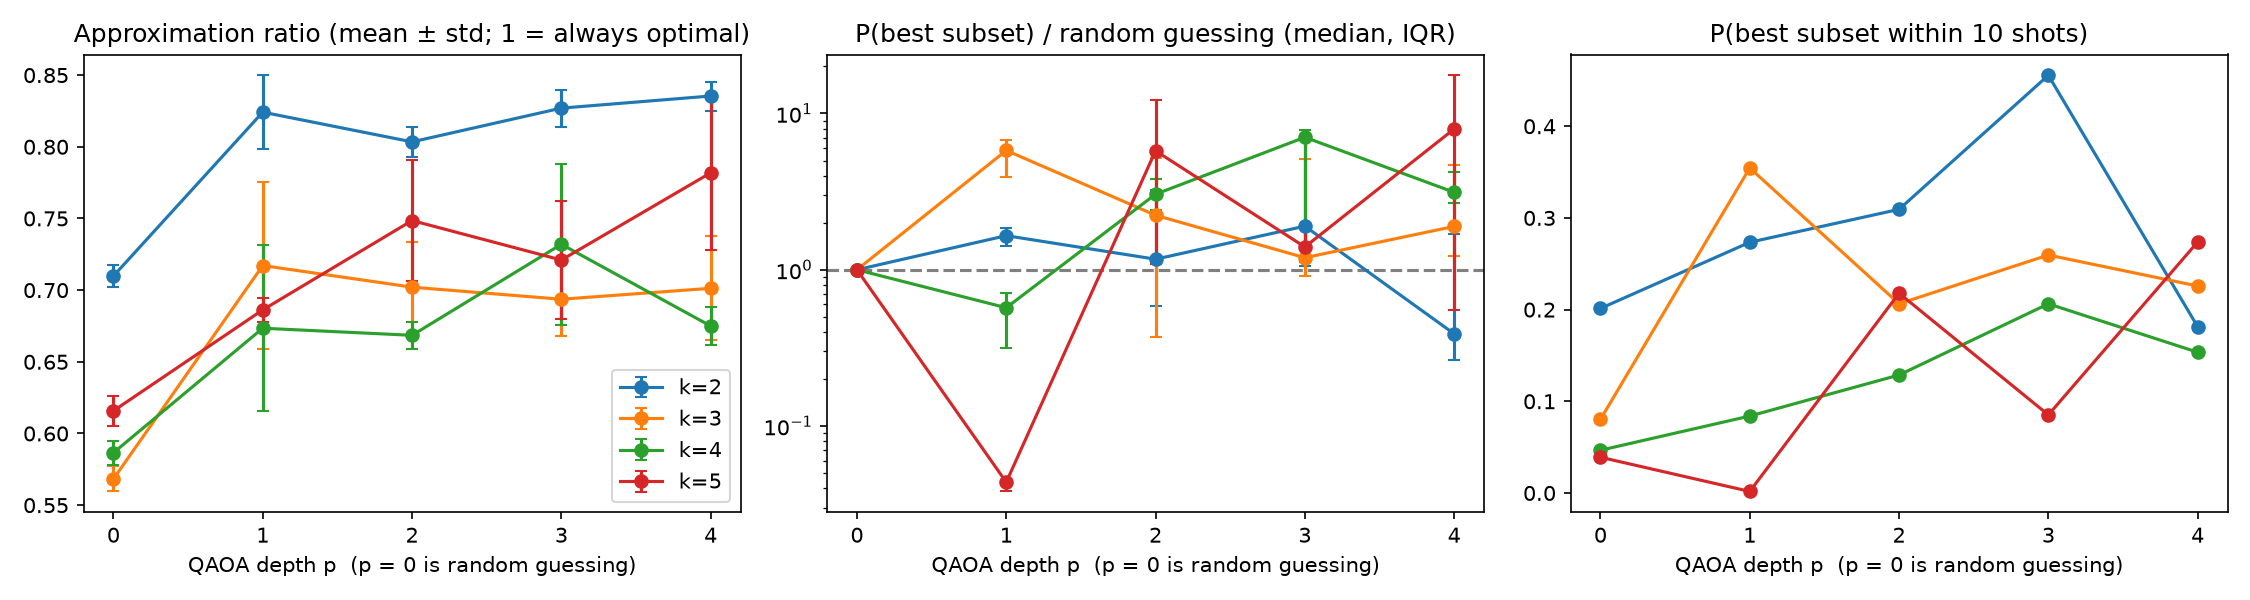 Approximation ratio (mean ± std; 1 = always optimal)
0.85
0.80
0.75
0.70
0.65
0.60
0.55
k=2
k=3
k=4
k=5
0 1 2 3 4
QAOA depth p (p = 0 is random guessing)
P(best subset) / random guessing (median, IQR)
10¹
10⁰
10⁻¹
0 1 2 3 4
QAOA depth p (p = 0 is random guessing)
P(best subset within 10 shots)
0.4
0.3
0.2
0.1
0.0
0 1 2 3 4
QAOA depth p (p = 0 is random guessing)